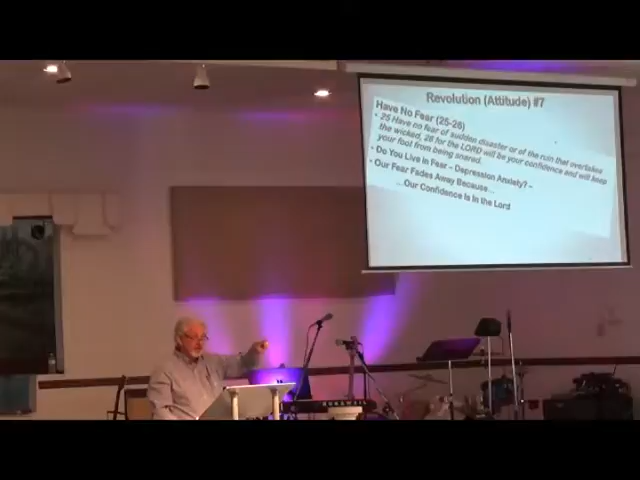 Revolution (Attitude) #7
Have No Fear (25-26)
• 25 Have no fear of sudden disaster or of the ruin that overtakes
the wicked, 26 for the LORD will be your confidence and will keep
your foot from being snared.
• Do You Live in Fear – Depression Anxiety? –
• Our Fear Fades Away Because...
...Our Confidence Is in the Lord
KURZWEIL